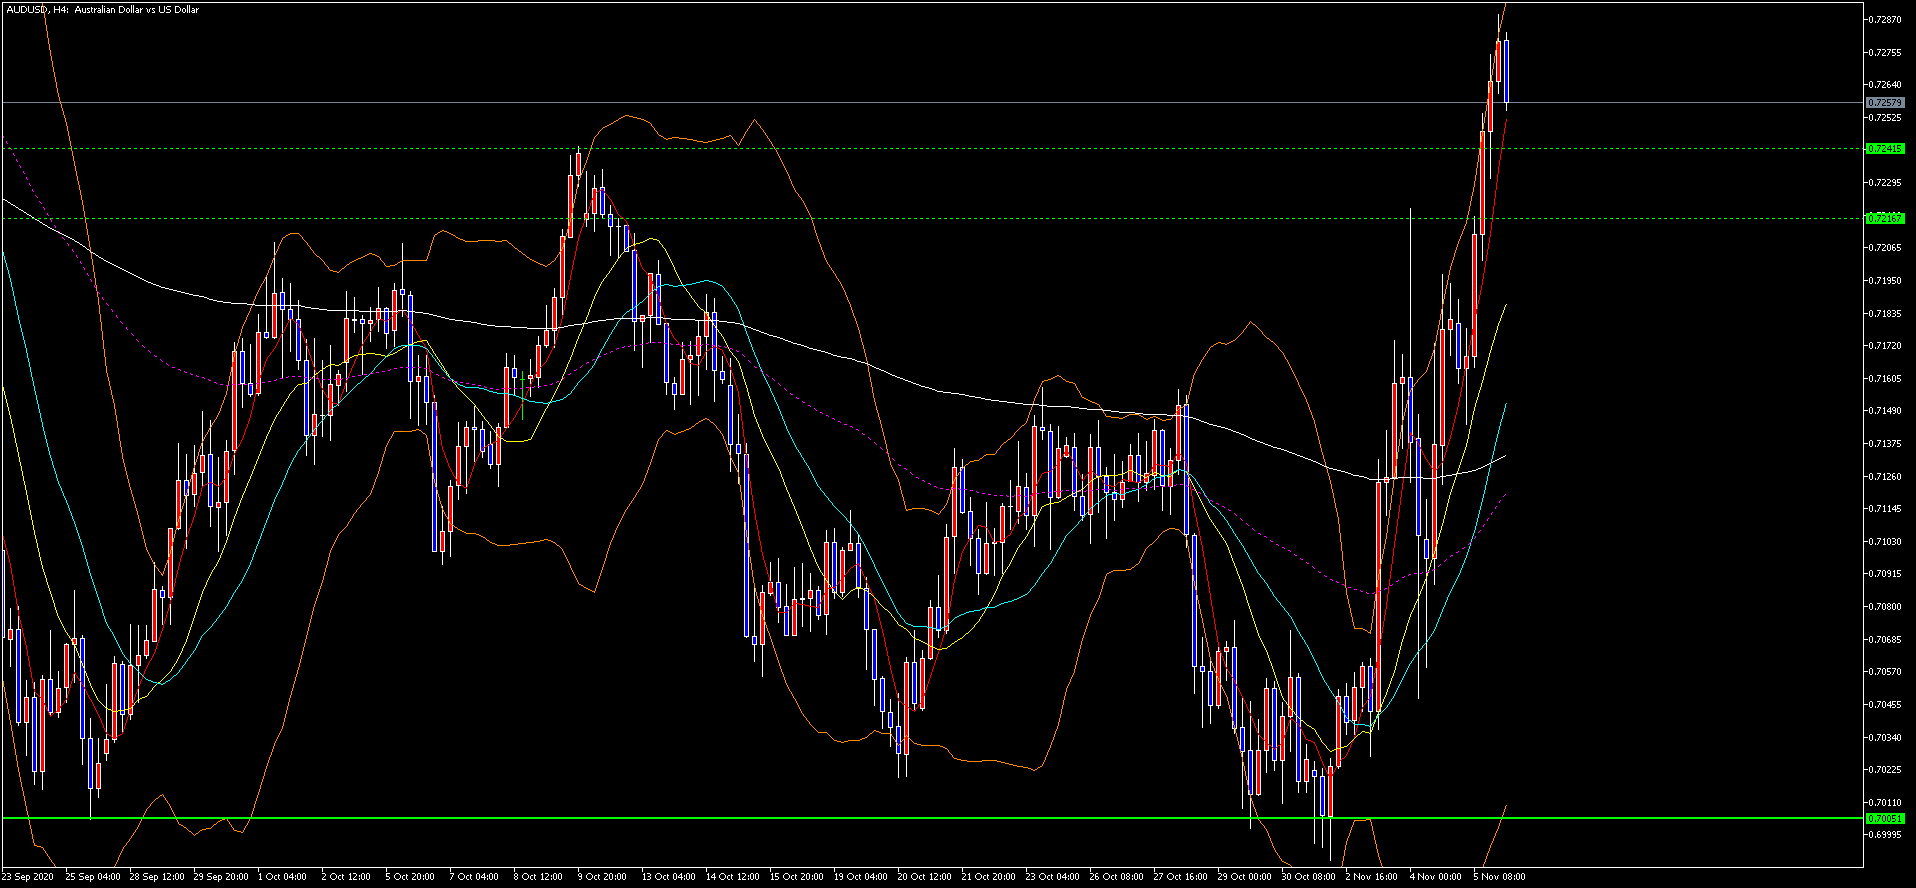 AUDUSD, H4: Australian Dollar vs US Dollar
0.72870
0.72755
0.72640
0.72579
0.72525
0.72415
0.72295
0.72167
0.72065
0.71950
0.71835
0.71720
0.71605
0.71490
0.71375
0.71260
0.71145
0.71030
0.70915
0.70800
0.70685
0.70570
0.70455
0.70340
0.70225
0.70110
0.70051
0.69995
23 Sep 2020
25 Sep 04:00
28 Sep 12:00
29 Sep 20:00
1 Oct 04:00
2 Oct 12:00
5 Oct 20:00
7 Oct 04:00
8 Oct 12:00
9 Oct 20:00
13 Oct 04:00
14 Oct 12:00
15 Oct 20:00
19 Oct 04:00
20 Oct 12:00
21 Oct 20:00
23 Oct 04:00
26 Oct 08:00
27 Oct 16:00
29 Oct 00:00
30 Oct 08:00
2 Nov 16:00
4 Nov 00:00
5 Nov 08:00